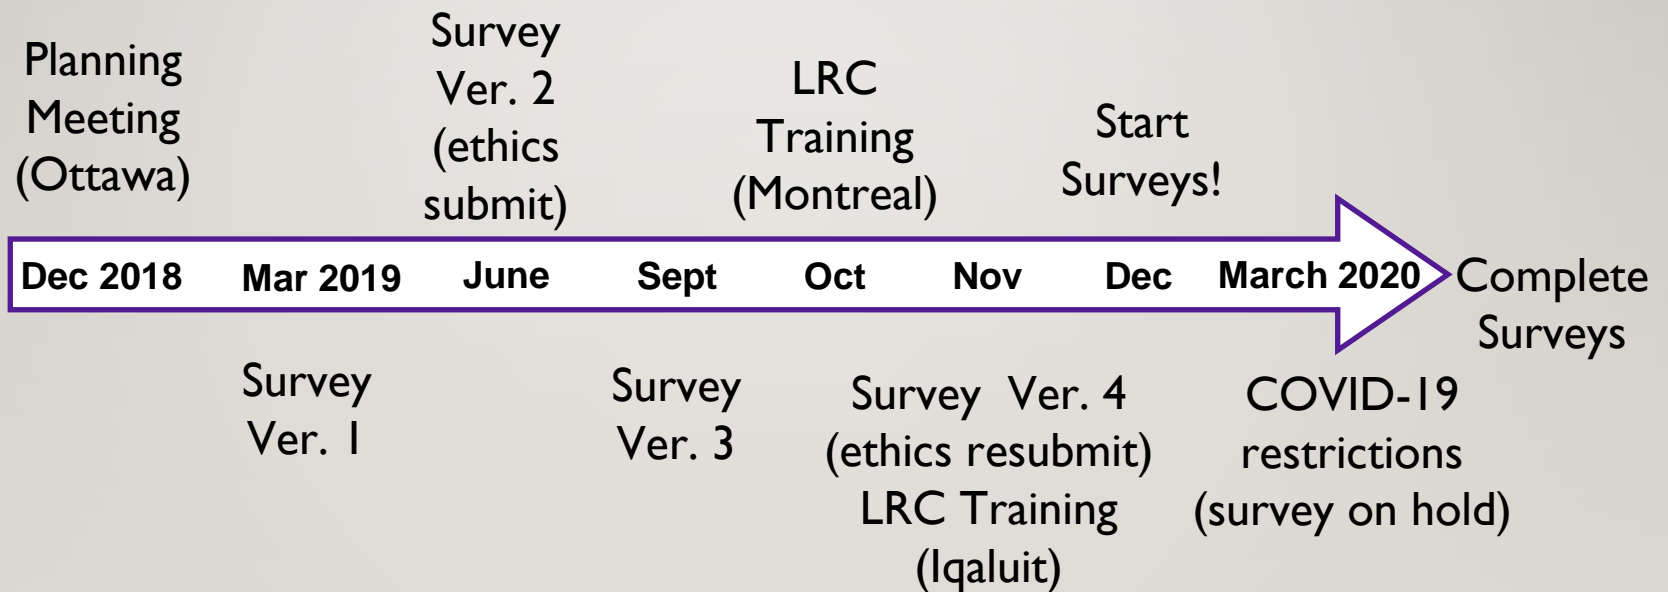 Planning
Meeting
(Ottawa)
Survey
Ver. 2
(ethics
submit)
LRC
Training
(Montreal)
Start
Surveys!
Dec 2018 Mar 2019 June Sept Oct Nov Dec March 2020
Complete
Surveys
Survey
Ver. 1
Survey
Ver. 3
Survey Ver. 4
(ethics resubmit)
LRC Training
(Iqaluit)
COVID-19
restrictions
(survey on hold)